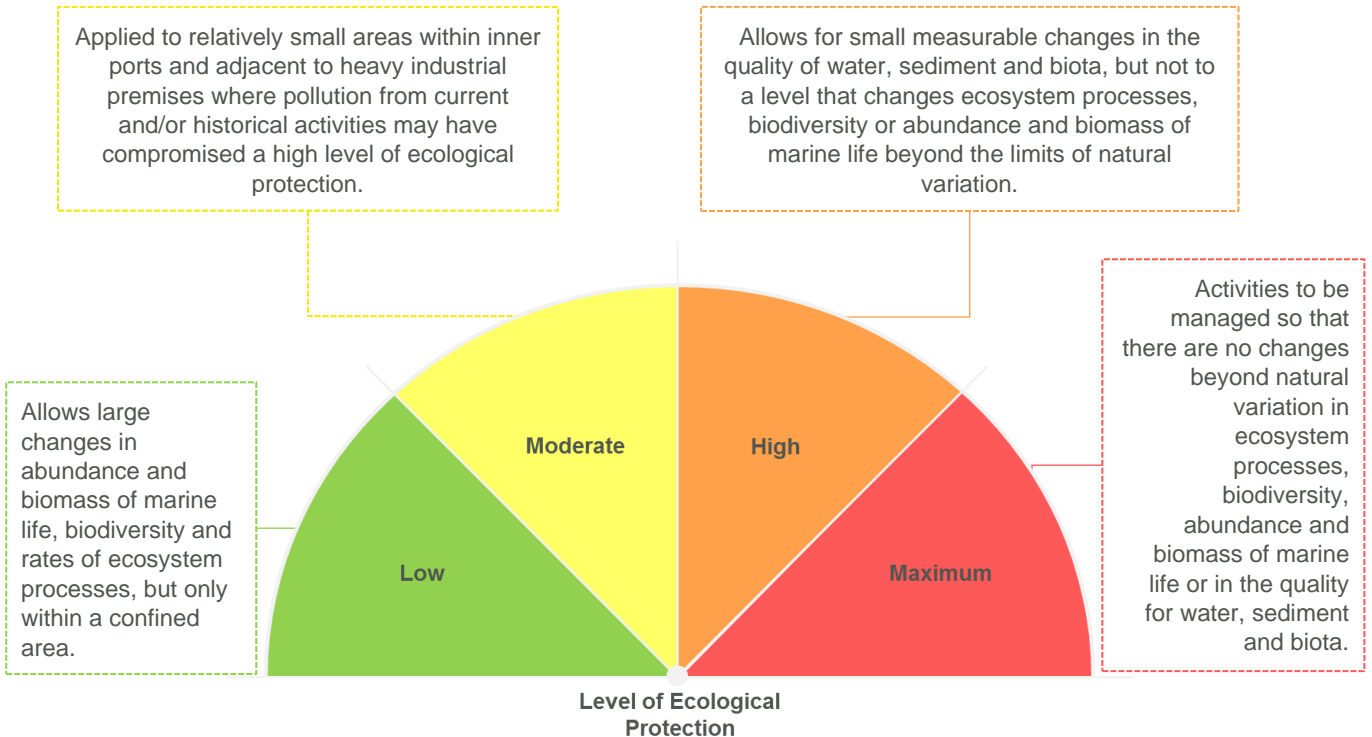 Applied to relatively small areas within inner
ports and adjacent to heavy industrial
premises where pollution from current
and/or historical activities may have
compromised a high level of ecological
protection.
Allows for small measurable changes in the
quality of water, sediment and biota, but not to
a level that changes ecosystem processes,
biodiversity or abundance and biomass of
marine life beyond the limits of natural
variation.
Allows large
changes in
abundance and
biomass of marine
life, biodiversity and
rates of ecosystem
processes, but only
within a confined
area.
Activities to be
managed so that
there are no changes
beyond natural
variation in
ecosystem
processes,
biodiversity,
abundance and
biomass of marine
life or in the quality
for water, sediment
and biota.
Low
Moderate
High
Maximum
Level of Ecological
Protection